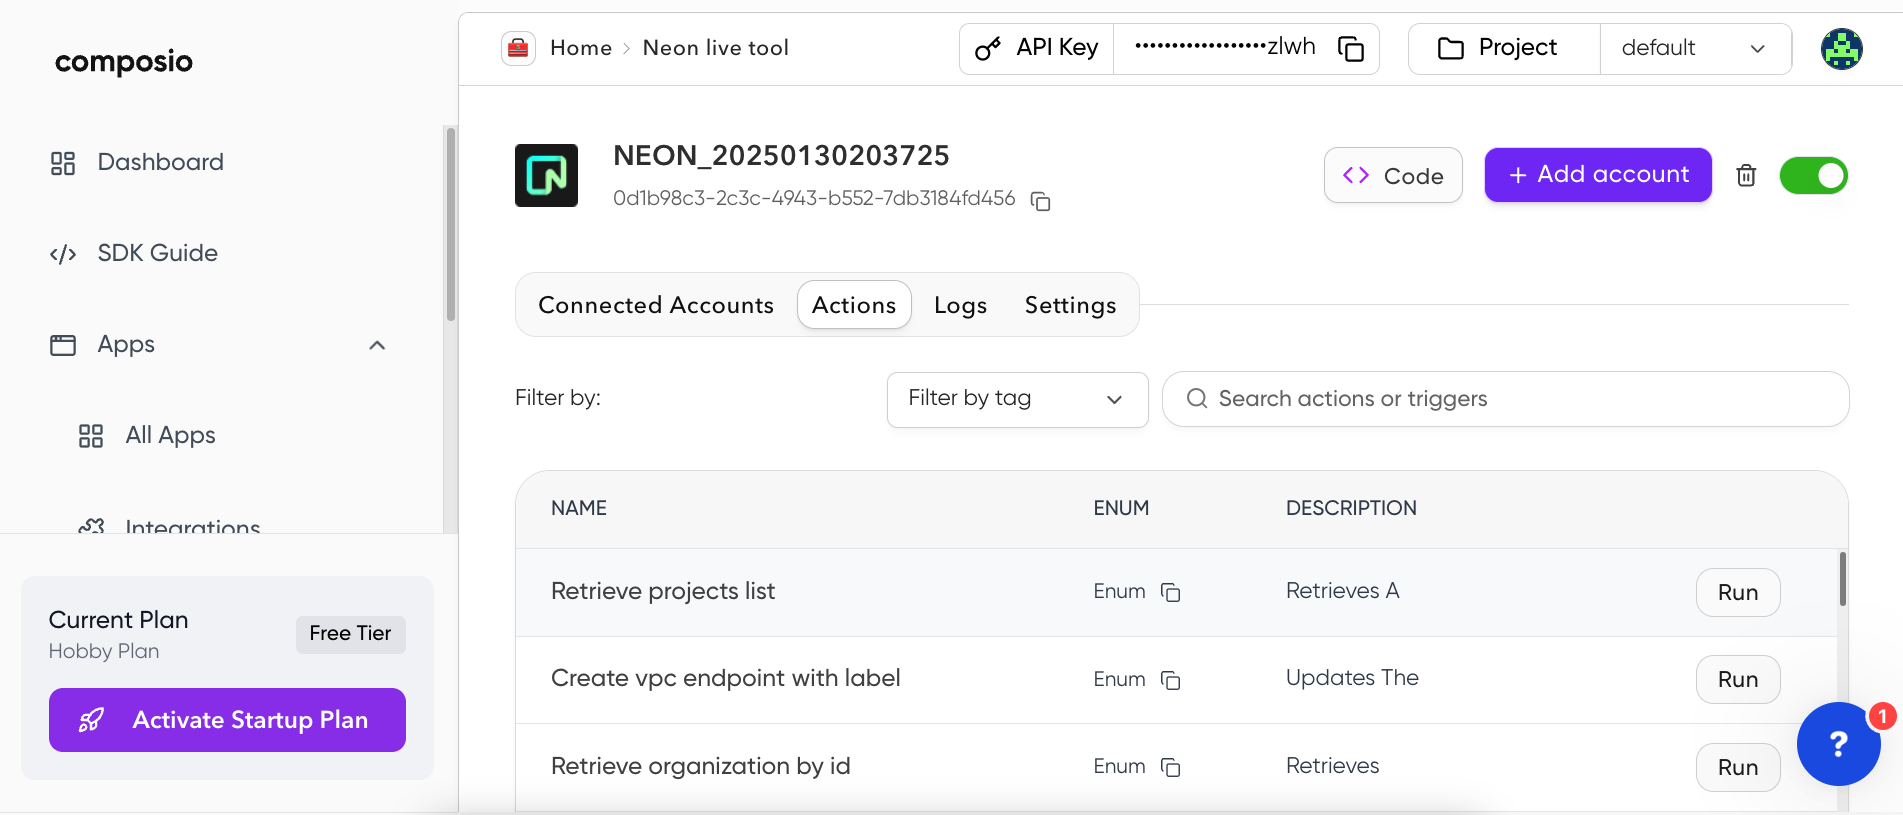 composio
Dashboard
SDK Guide
Apps
All Apps
Integrations
Current Plan
Hobby Plan
Free Tier
Activate Startup Plan
Home > Neon live tool
API Key
••••••••••••••••••zlwh
Project
default
NEON_20250130203725
0d1b98c3-2c3c-4943-b552-7db3184fd456
<> Code
+ Add account
Connected Accounts Actions Logs Settings
Filter by:
Filter by tag
Search actions or triggers
NAME ENUM DESCRIPTION
Retrieve projects list Enum Retrieves A Run
Create vpc endpoint with label Enum Updates The Run
Retrieve organization by id Enum Retrieves Run
?
1